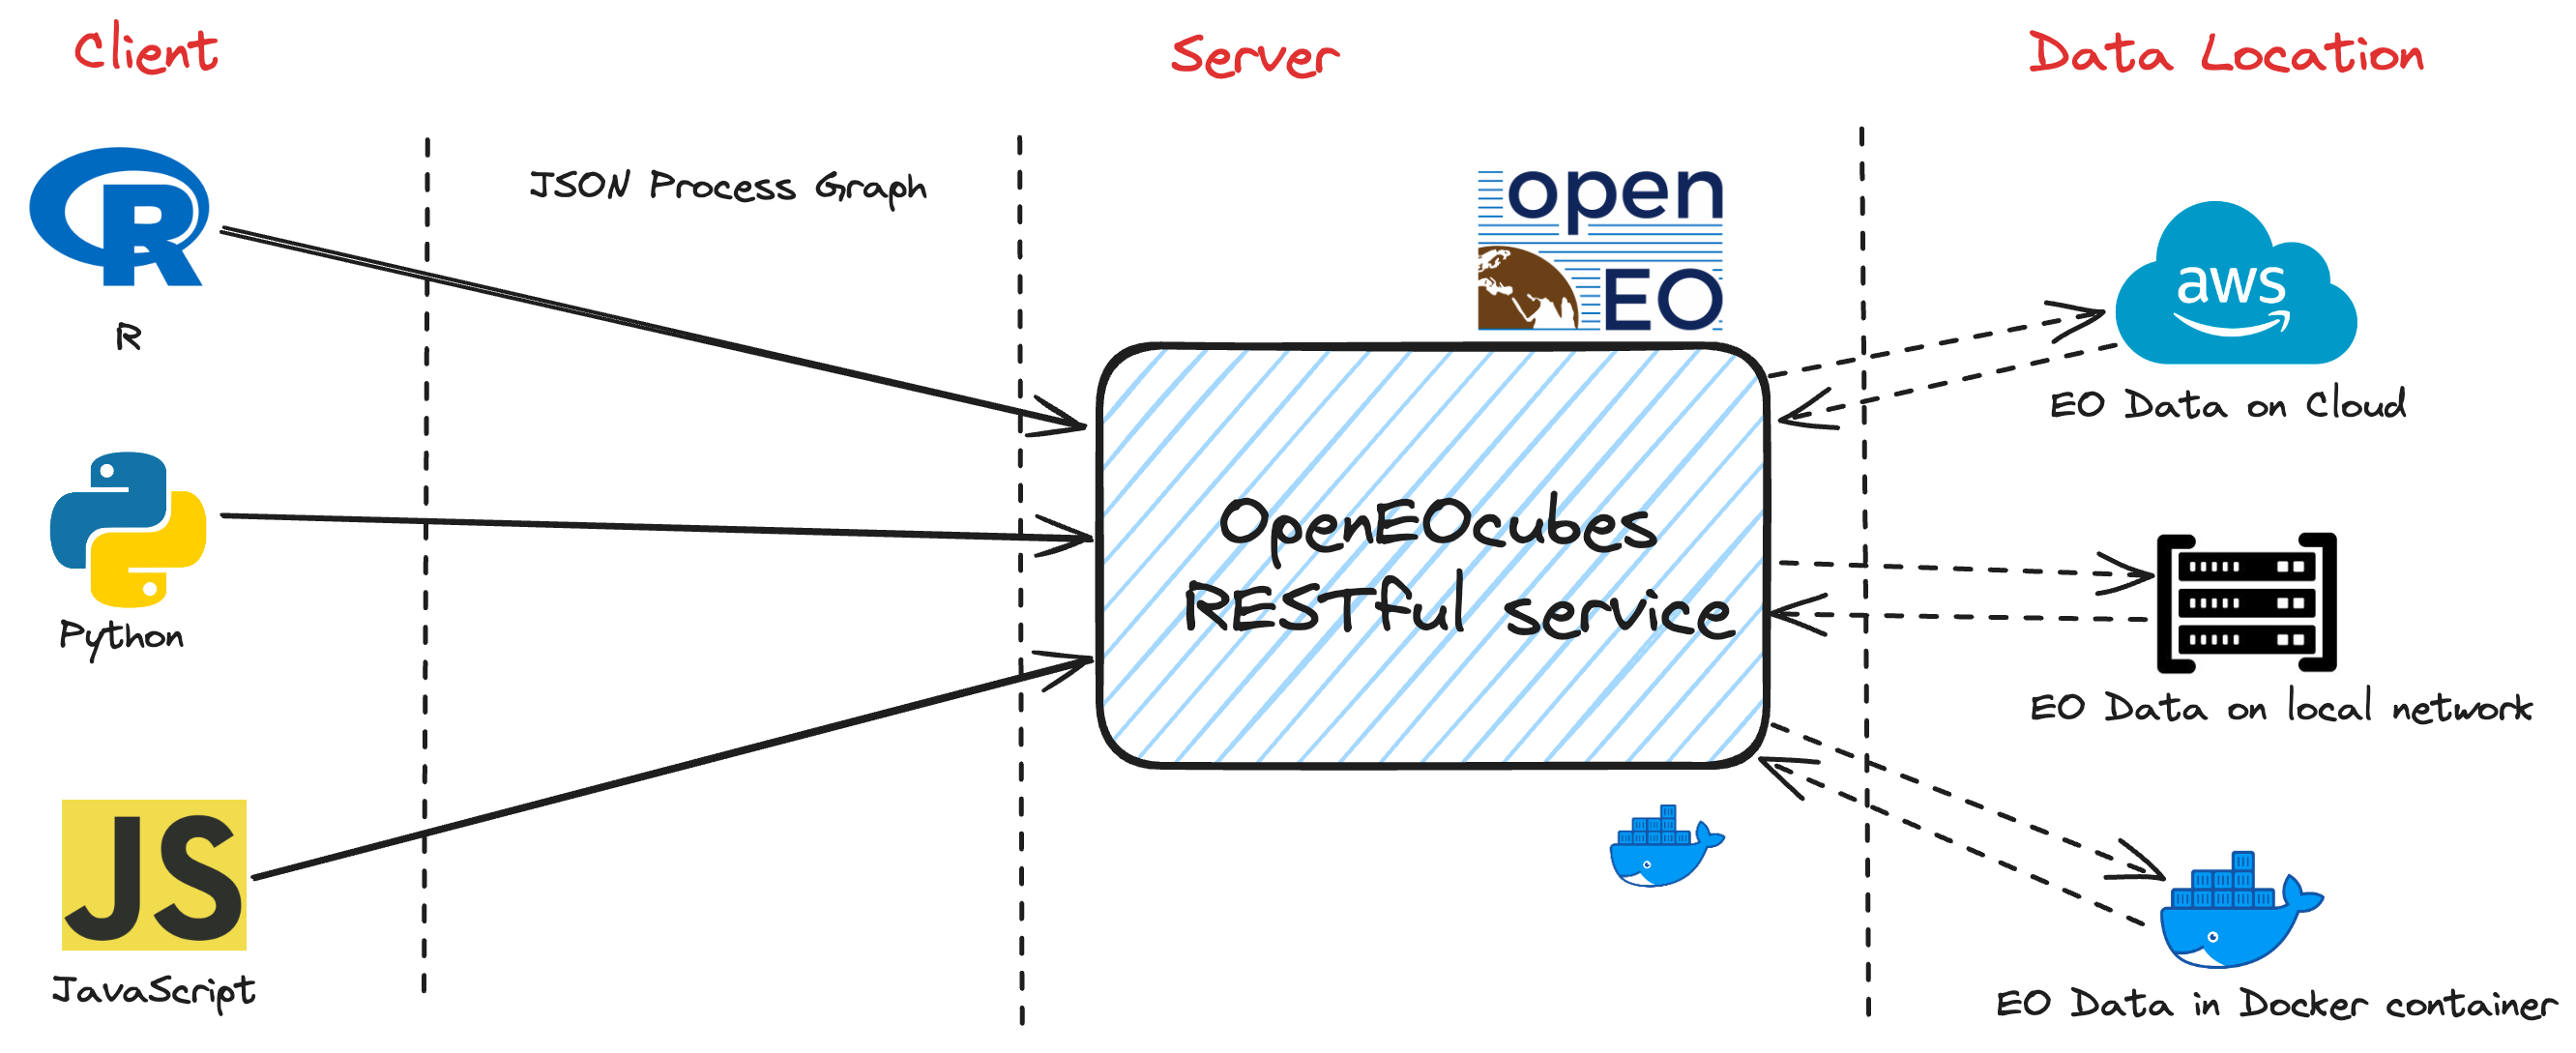 Client
Server
Data Location
JSON Process Graph
R
R
Python
JS
JavaScript
open
EO
OpenEOcubes
RESTful service
aws
EO Data on Cloud
EO Data on local network
EO Data in Docker container